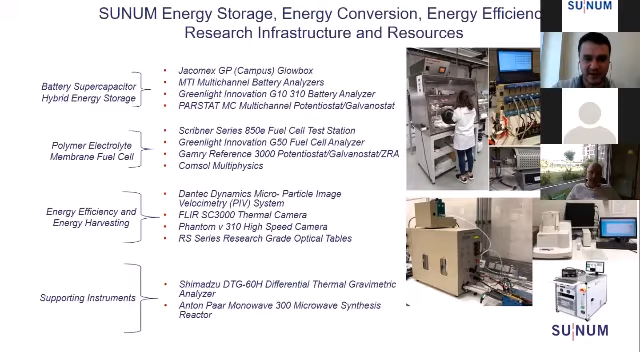 SUNUM Energy Storage, Energy Conversion, Energy Efficienc
Research Infrastructure and Resources
SU|NUM
Battery Supercapacitor
Hybrid Energy Storage
• Jacomex GP (Campus) Glowbox
• MTI Multichannel Battery Analyzers
• Greenlight Innovation G10 310 Battery Analyzer
• PARSTAT MC Multichannel Potentiostat/Galvanostat
Polymer Electrolyte
Membrane Fuel Cell
• Scribner Series 850e Fuel Cell Test Station
• Greenlight Innovation G50 Fuel Cell Analyzer
• Gamry Reference 3000 Potentiostat/Galvanostat/ZRA
• Comsol Multiphysics
Energy Efficiency and
Energy Harvesting
• Dantec Dynamics Micro- Particle Image
Velocimetry (PIV) System
• FLIR SC3000 Thermal Camera
• Phantom v 310 High Speed Camera
• RS Series Research Grade Optical Tables
Supporting Instruments
• Shimadzu DTG-60H Differential Thermal Gravimetric
Analyzer
• Anton Paar Monowave 300 Microwave Synthesis
Reactor
SU|NUM